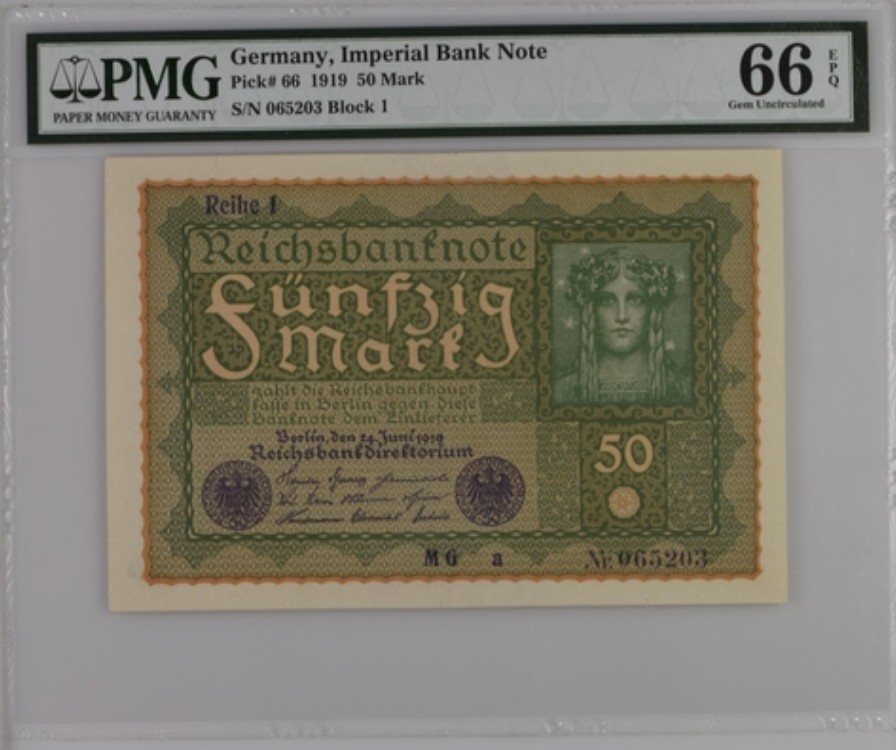 PMG
PAPER MONEY GUARANTY
Germany, Imperial Bank Note
Pick# 66 1919 50 Mark
S/N 065203 Block 1
66 EPQ
Gem Uncirculated
Reihe 1
Reichsbanknote
Fünfzig
Mark
zahlt die Reichsbankhaupt
kasse in Berlin gegen diese
Banknote dem Einlieferer
Berlin, den 24. Juni 1919
Reichsbankdirektorium
50
MG a
Nr. 065203